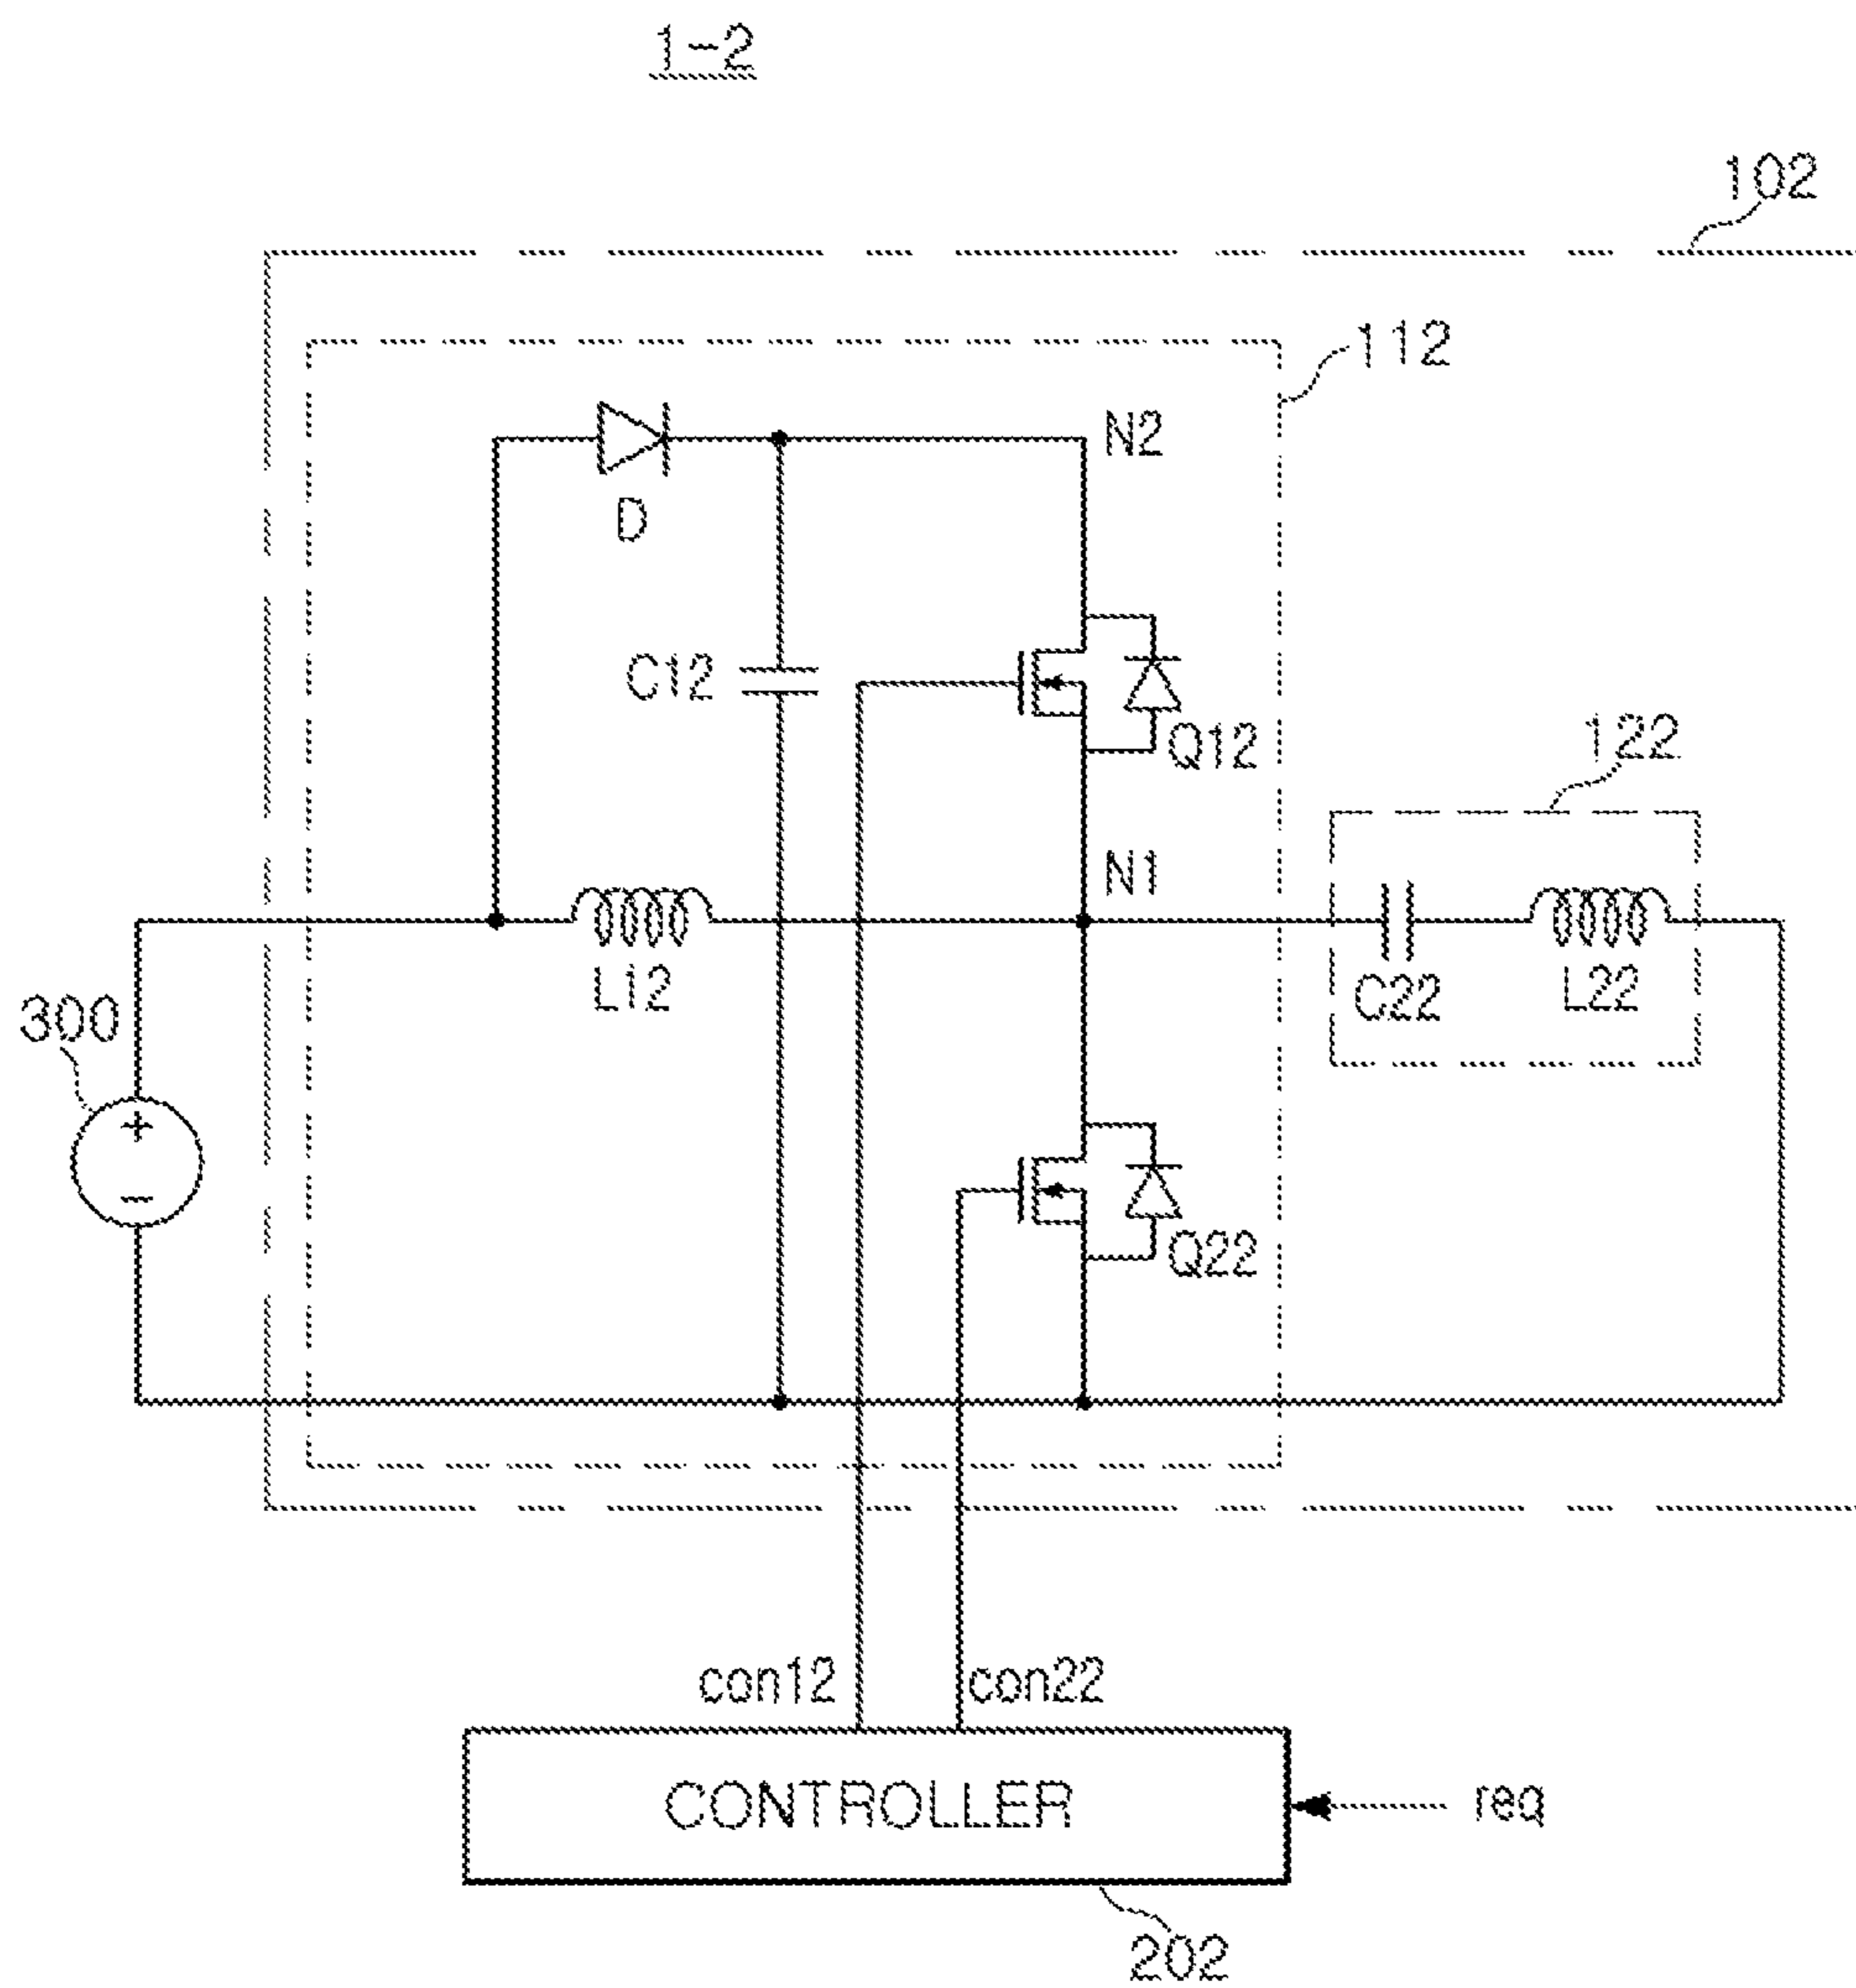 1-2
102
112
N2
D
C12
Q12
122
N1
L12
C22
L22
300
+
−
Q22
con12
con22
CONTROLLER
req
202